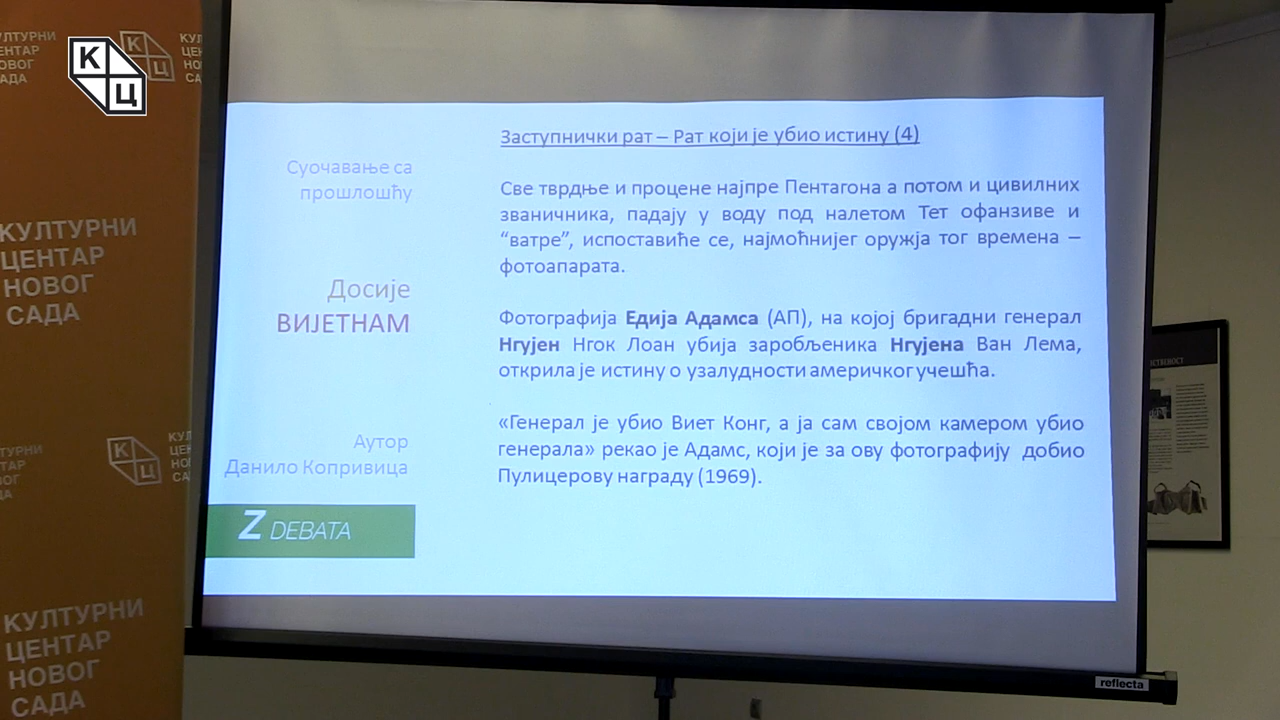 К
Ц
КУЛТУРНИ
ЦЕНТАР
НОВОГ
САДА
КУЛТУРНИ
ЦЕНТАР
НОВОГ
САДА
Суочавање са
прошлошћу
Досије
ВИЈЕТНАМ
Аутор
Данило Копривица
Z DEBATA
Заступнички рат – Рат који је убио истину (4)
Све тврдње и процене најпре Пентагона а потом и цивилних
званичника, падају у воду под налетом Тет офанзиве и
“ватре”, испоставиће се, најмоћнијег оружја тог времена –
фотоапарата.
Фотографија Едија Адамса (АП), на којој бригадни генерал
Нгујен Нгок Лоан убија заробљеника Нгујена Ван Лема,
открила је истину о узалудности америчког учешћа.
«Генерал је убио Виет Конг, а ја сам својом камером убио
генерала» рекао је Адамс, који је за ову фотографију добио
Пулицерову награду (1969).
reflecta